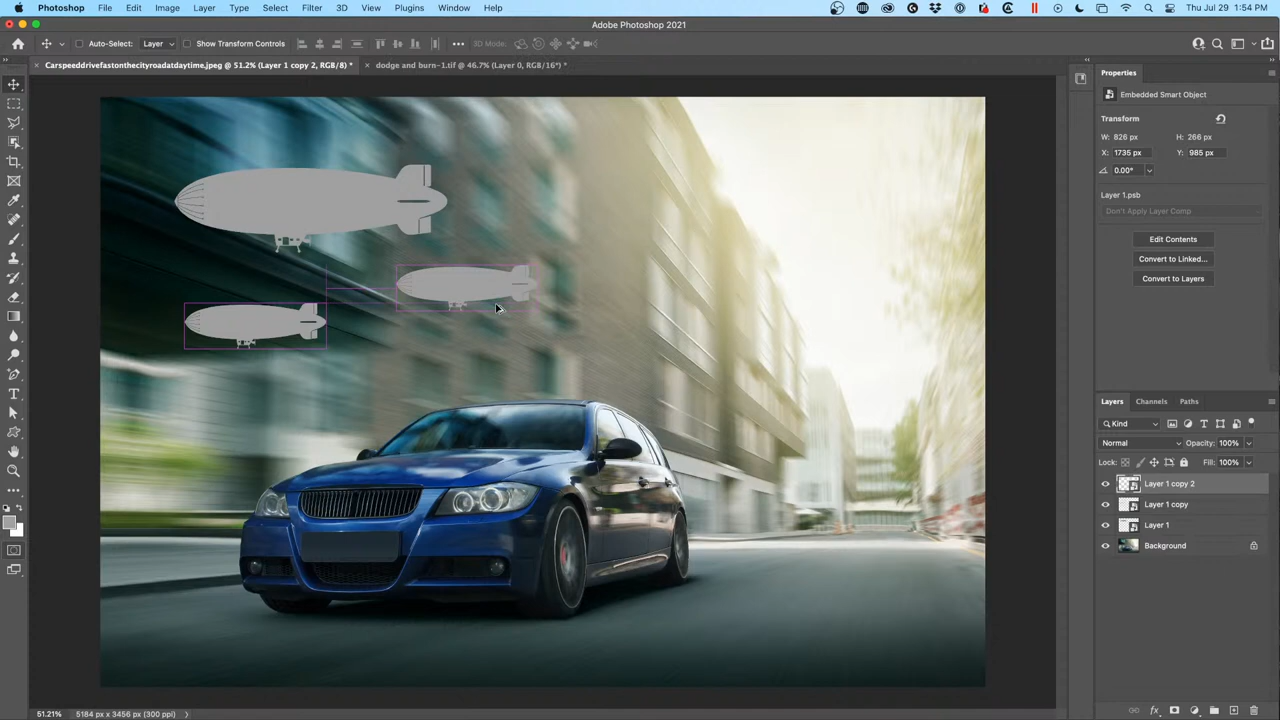 Photoshop File Edit Image Layer Type Select Filter 3D View Plugins Window Help Thu Jul 29 1:54 PM
Adobe Photoshop 2021
Auto-Select: Layer Show Transform Controls 3D Mode:
Carspeeddrivefastonthecityroadatdaytime.jpeg @ 51.2% (Layer 1 copy 2, RGB/8) * dodge and burn-1.tif @ 46.7% (Layer 0, RGB/16*) *
Properties
Embedded Smart Object
Transform
W: 826 px H: 266 px
X: 1735 px Y: 985 px
0.00°
Layer 1.psb
Don't Apply Layer Comp
Edit Contents
Convert to Linked...
Convert to Layers
Layers Channels Paths
Kind
Normal Opacity: 100%
Lock: Fill: 100%
Layer 1 copy 2
Layer 1 copy
Layer 1
Background
51.21% 5184 px x 3456 px (300 ppi)